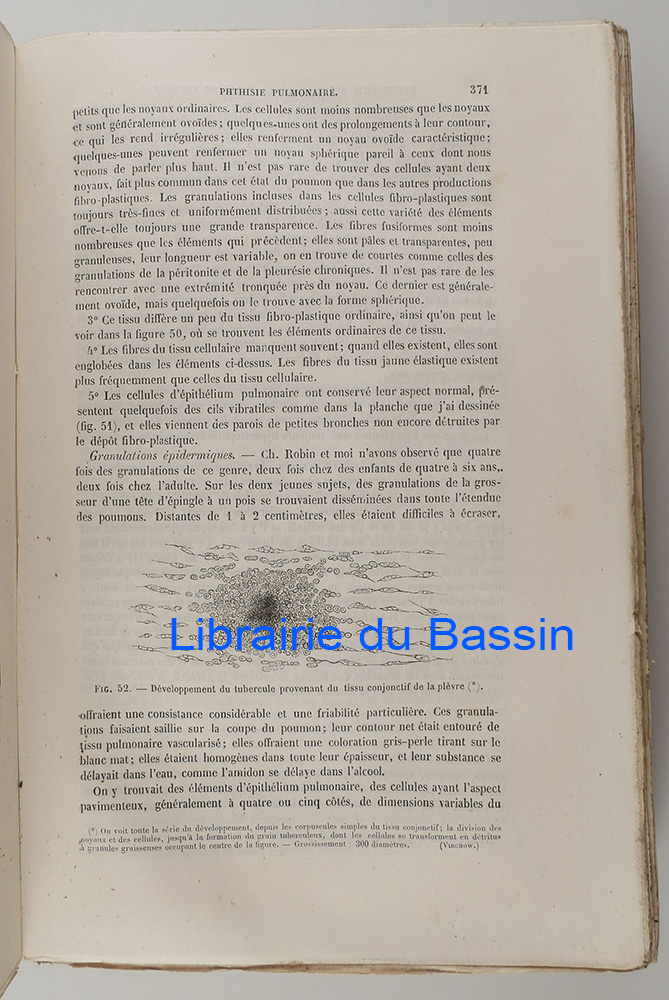 PHTHISIE PULMONAIRE. 371
petits que les noyaux ordinaires. Les cellules sont moins nombreuses que les noyaux
et sont généralement ovoïdes ; quelques-unes ont des prolongements à leur contour,
ce qui les rend irrégulières ; elles renferment un noyau ovoïde caractéristique ;
quelques-unes peuvent renfermer un noyau sphérique pareil à ceux dont nous
venons de parler plus haut. Il n'est pas rare de trouver des cellules ayant deux
noyaux, fait plus commun dans cet état du poumon que dans les autres productions
fibro-plastiques. Les granulations incluses dans les cellules fibro-plastiques sont
toujours très-fines et uniformément distribuées ; aussi cette variété des éléments
offre-t-elle toujours une grande transparence. Les fibres fusiformes sont moins
nombreuses que les éléments qui précèdent ; elles sont pâles et transparentes, peu
granuleuses, leur longueur est variable, on en trouve de courtes comme celles des
granulations de la péritonite et de la pleurésie chroniques. Il n'est pas rare de les
rencontrer avec une extrémité tronquée près du noyau. Ce dernier est générale-
ment ovoïde, mais quelquefois on le trouve avec la forme sphérique.
3° Ce tissu diffère un peu du tissu fibro-plastique ordinaire, ainsi qu'on peut le
voir dans la figure 50, où se trouvent les éléments ordinaires de ce tissu.
4° Les fibres du tissu cellulaire manquent souvent ; quand elles existent, elles sont
englobées dans les éléments ci-dessus. Les fibres du tissu jaune élastique existent
plus fréquemment que celles du tissu cellulaire.
5° Les cellules d'épithélium pulmonaire ont conservé leur aspect normal, pré-
sentent quelquefois des cils vibratiles comme dans la planche que j'ai dessinée
(fig. 51), et elles viennent des parois de petites bronches non encore détruites par
le dépôt fibro-plastique.
Granulations épidermiques. — Ch. Robin et moi n'avons observé que quatre
fois des granulations de ce genre, deux fois chez des enfants de quatre à six ans,
deux fois chez l'adulte. Sur les deux jeunes sujets, des granulations de la gros-
seur d'une tête d'épingle à un pois se trouvaient disséminées dans toute l'étendue
des poumons. Distantes de 1 à 2 centimètres, elles étaient difficiles à écraser,
Librairie du Bassin
FIG. 52. — Développement du tubercule provenant du tissu conjonctif de la plèvre (*).
offraient une consistance considérable et une friabilité particulière. Ces granula-
tions faisaient saillie sur la coupe du poumon ; leur contour net était entouré de
tissu pulmonaire vascularisé ; elles offraient une coloration gris-perle tirant sur le
blanc mat ; elles étaient homogènes dans toute leur épaisseur, et leur substance se
délayait dans l'eau, comme l'amidon se délaye dans l'alcool.
On y trouvait des éléments d'épithélium pulmonaire, des cellules ayant l'aspect
pavimenteux, généralement à quatre ou cinq côtés, de dimensions variables du
(*) On voit toute la série du développement, depuis les corpuscules simples du tissu conjonctif ; la division des
noyaux et des cellules, jusqu'à la formation du grain tuberculeux, dont les cellules se transforment en détritus
à granules graisseuses occupant le centre de la figure. — Grossissement : 300 diamètres. (VIRCHOW.)